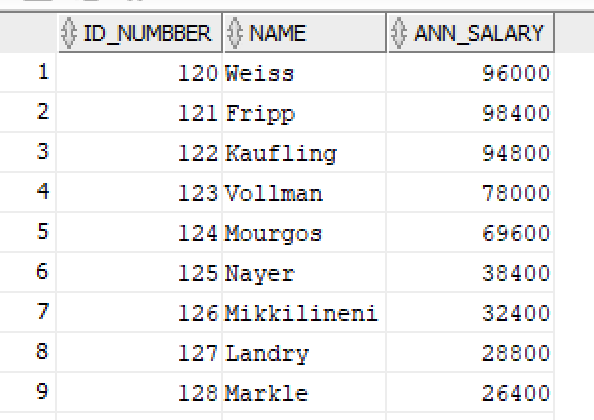 ID_NUMBBER NAME ANN_SALARY
1 120 Weiss 96000
2 121 Fripp 98400
3 122 Kaufling 94800
4 123 Vollman 78000
5 124 Mourgos 69600
6 125 Nayer 38400
7 126 Mikkilineni 32400
8 127 Landry 28800
9 128 Markle 26400